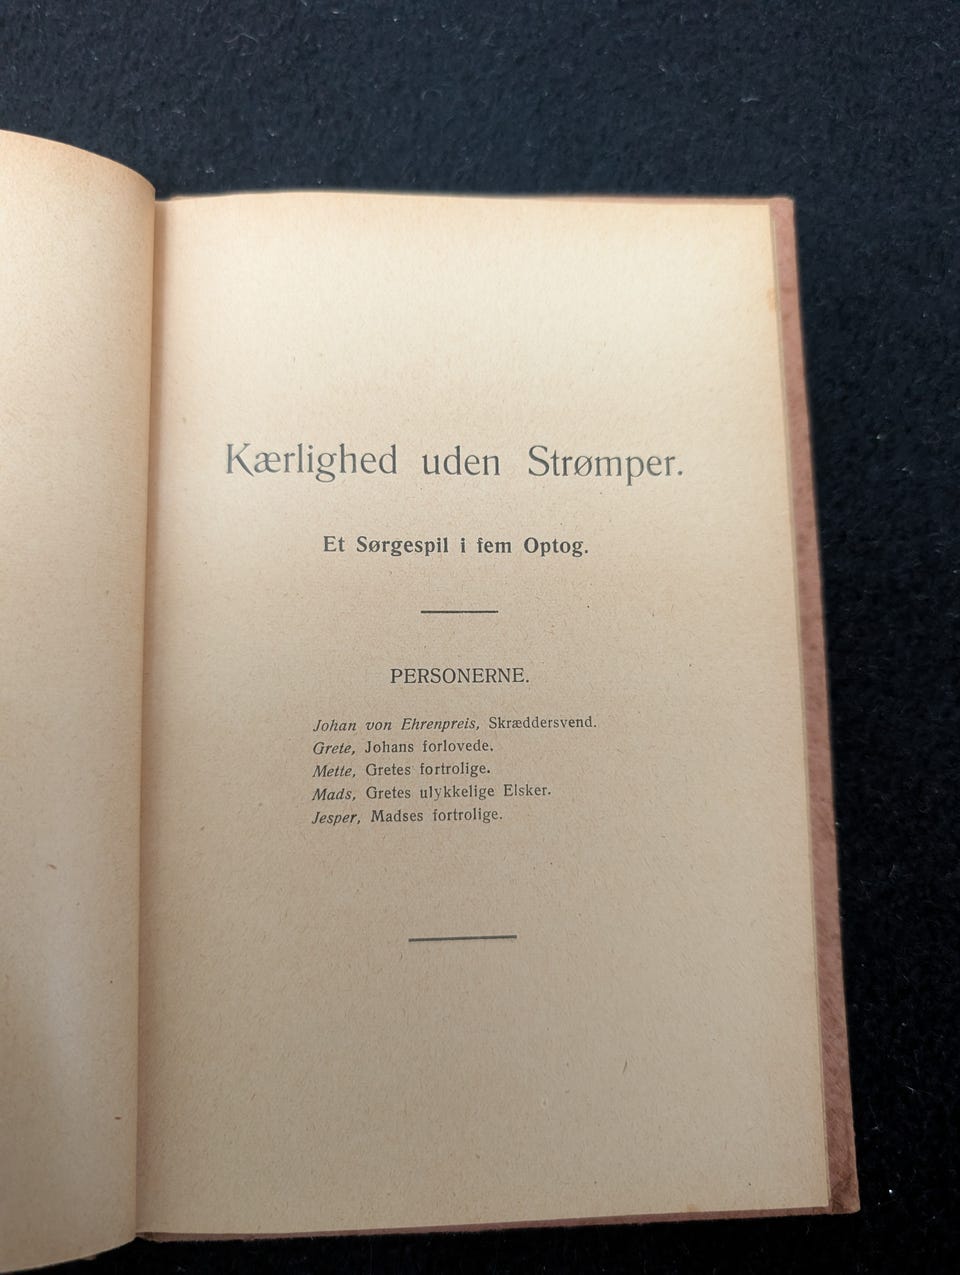 Kærlighed uden Strømper.
Et Sørgespil i fem Optog.
PERSONERNE.
Johan von Ehrenpreis, Skræddersvend.
Grete, Johans forlovede.
Mette, Gretes fortrolige.
Mads, Gretes ulykkelige Elsker.
Jesper, Madses fortrolige.